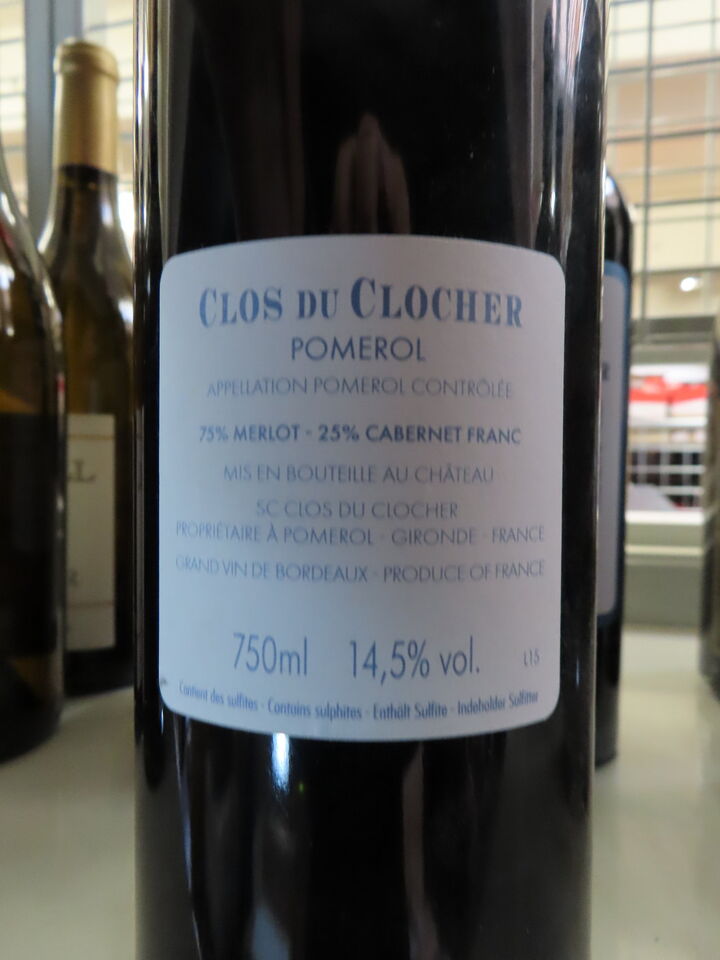 CLOS DU CLOCHER
POMEROL
APPELLATION POMEROL CONTRÔLÉE
75% MERLOT - 25% CABERNET FRANC
MIS EN BOUTEILLE AU CHÂTEAU
SC CLOS DU CLOCHER
PROPRIÉTAIRE À POMEROL - GIRONDE - FRANCE
GRAND VIN DE BORDEAUX - PRODUCE OF FRANCE
750ml 14,5% vol. L15
Contient des sulfites - Contains sulphites - Enthält Sulfite - Indeholder Sulfitter